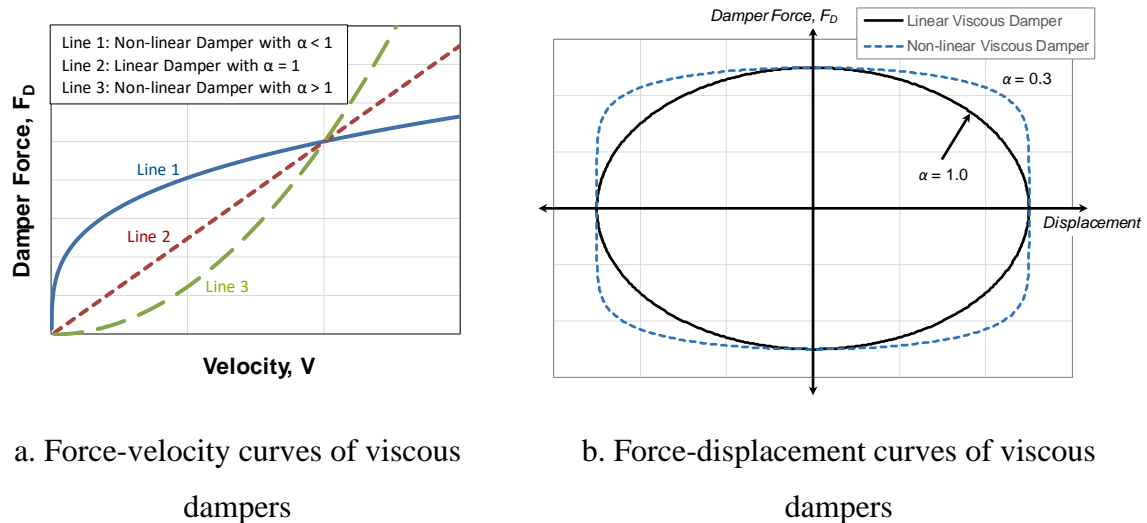 Line 1: Non-linear Damper with α < 1
Line 2: Linear Damper with α = 1
Line 3: Non-linear Damper with α > 1
Damper Force, F_D
Line 1
Line 2
Line 3
Velocity, V
a. Force-velocity curves of viscous
dampers
Damper Force, F_D
Linear Viscous Damper
Non-linear Viscous Damper
α = 0.3
α = 1.0
Displacement
b. Force-displacement curves of viscous
dampers